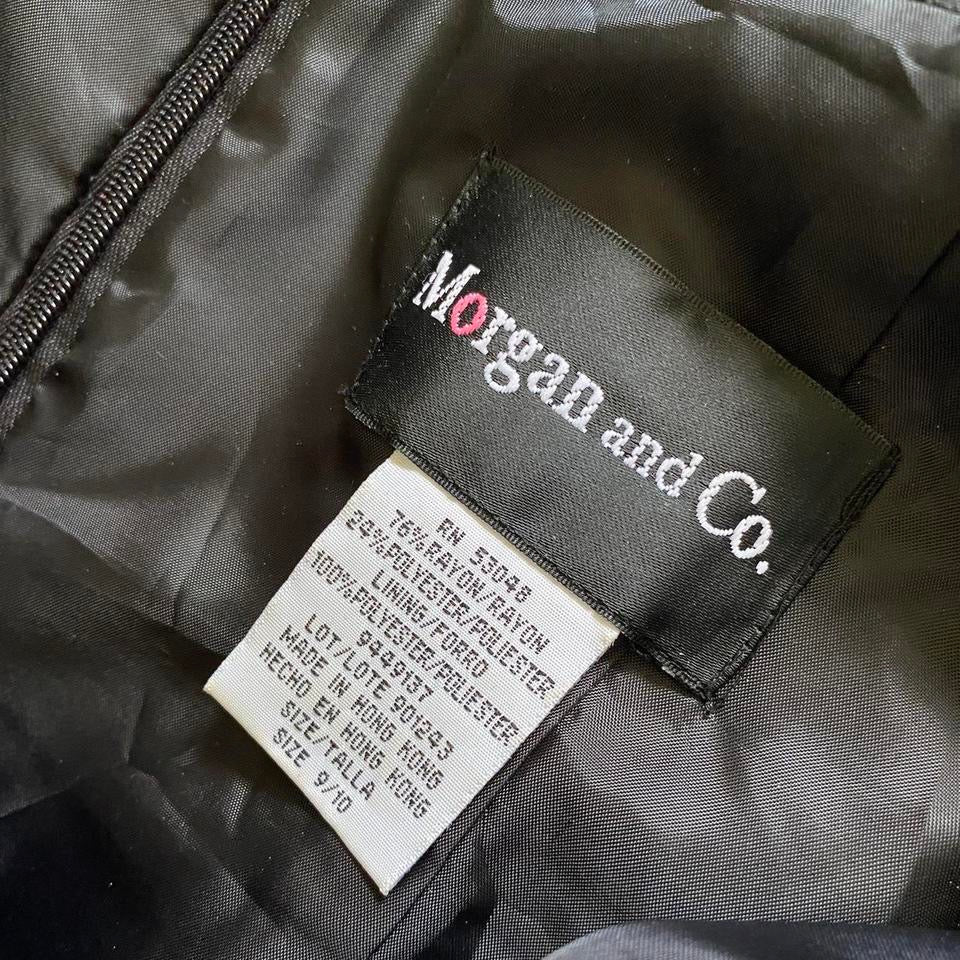 Morgan and Co.
RN 53048
76%RAYON/RAYON
24%POLYESTER/POLIESTER
LINING/FORRO
100%POLYESTER/POLIESTER
9449137
LOT/LOTE 901243
MADE IN HONG KONG
HECHO EN HONG KONG
SIZE/TALLA
SIZE 9/10